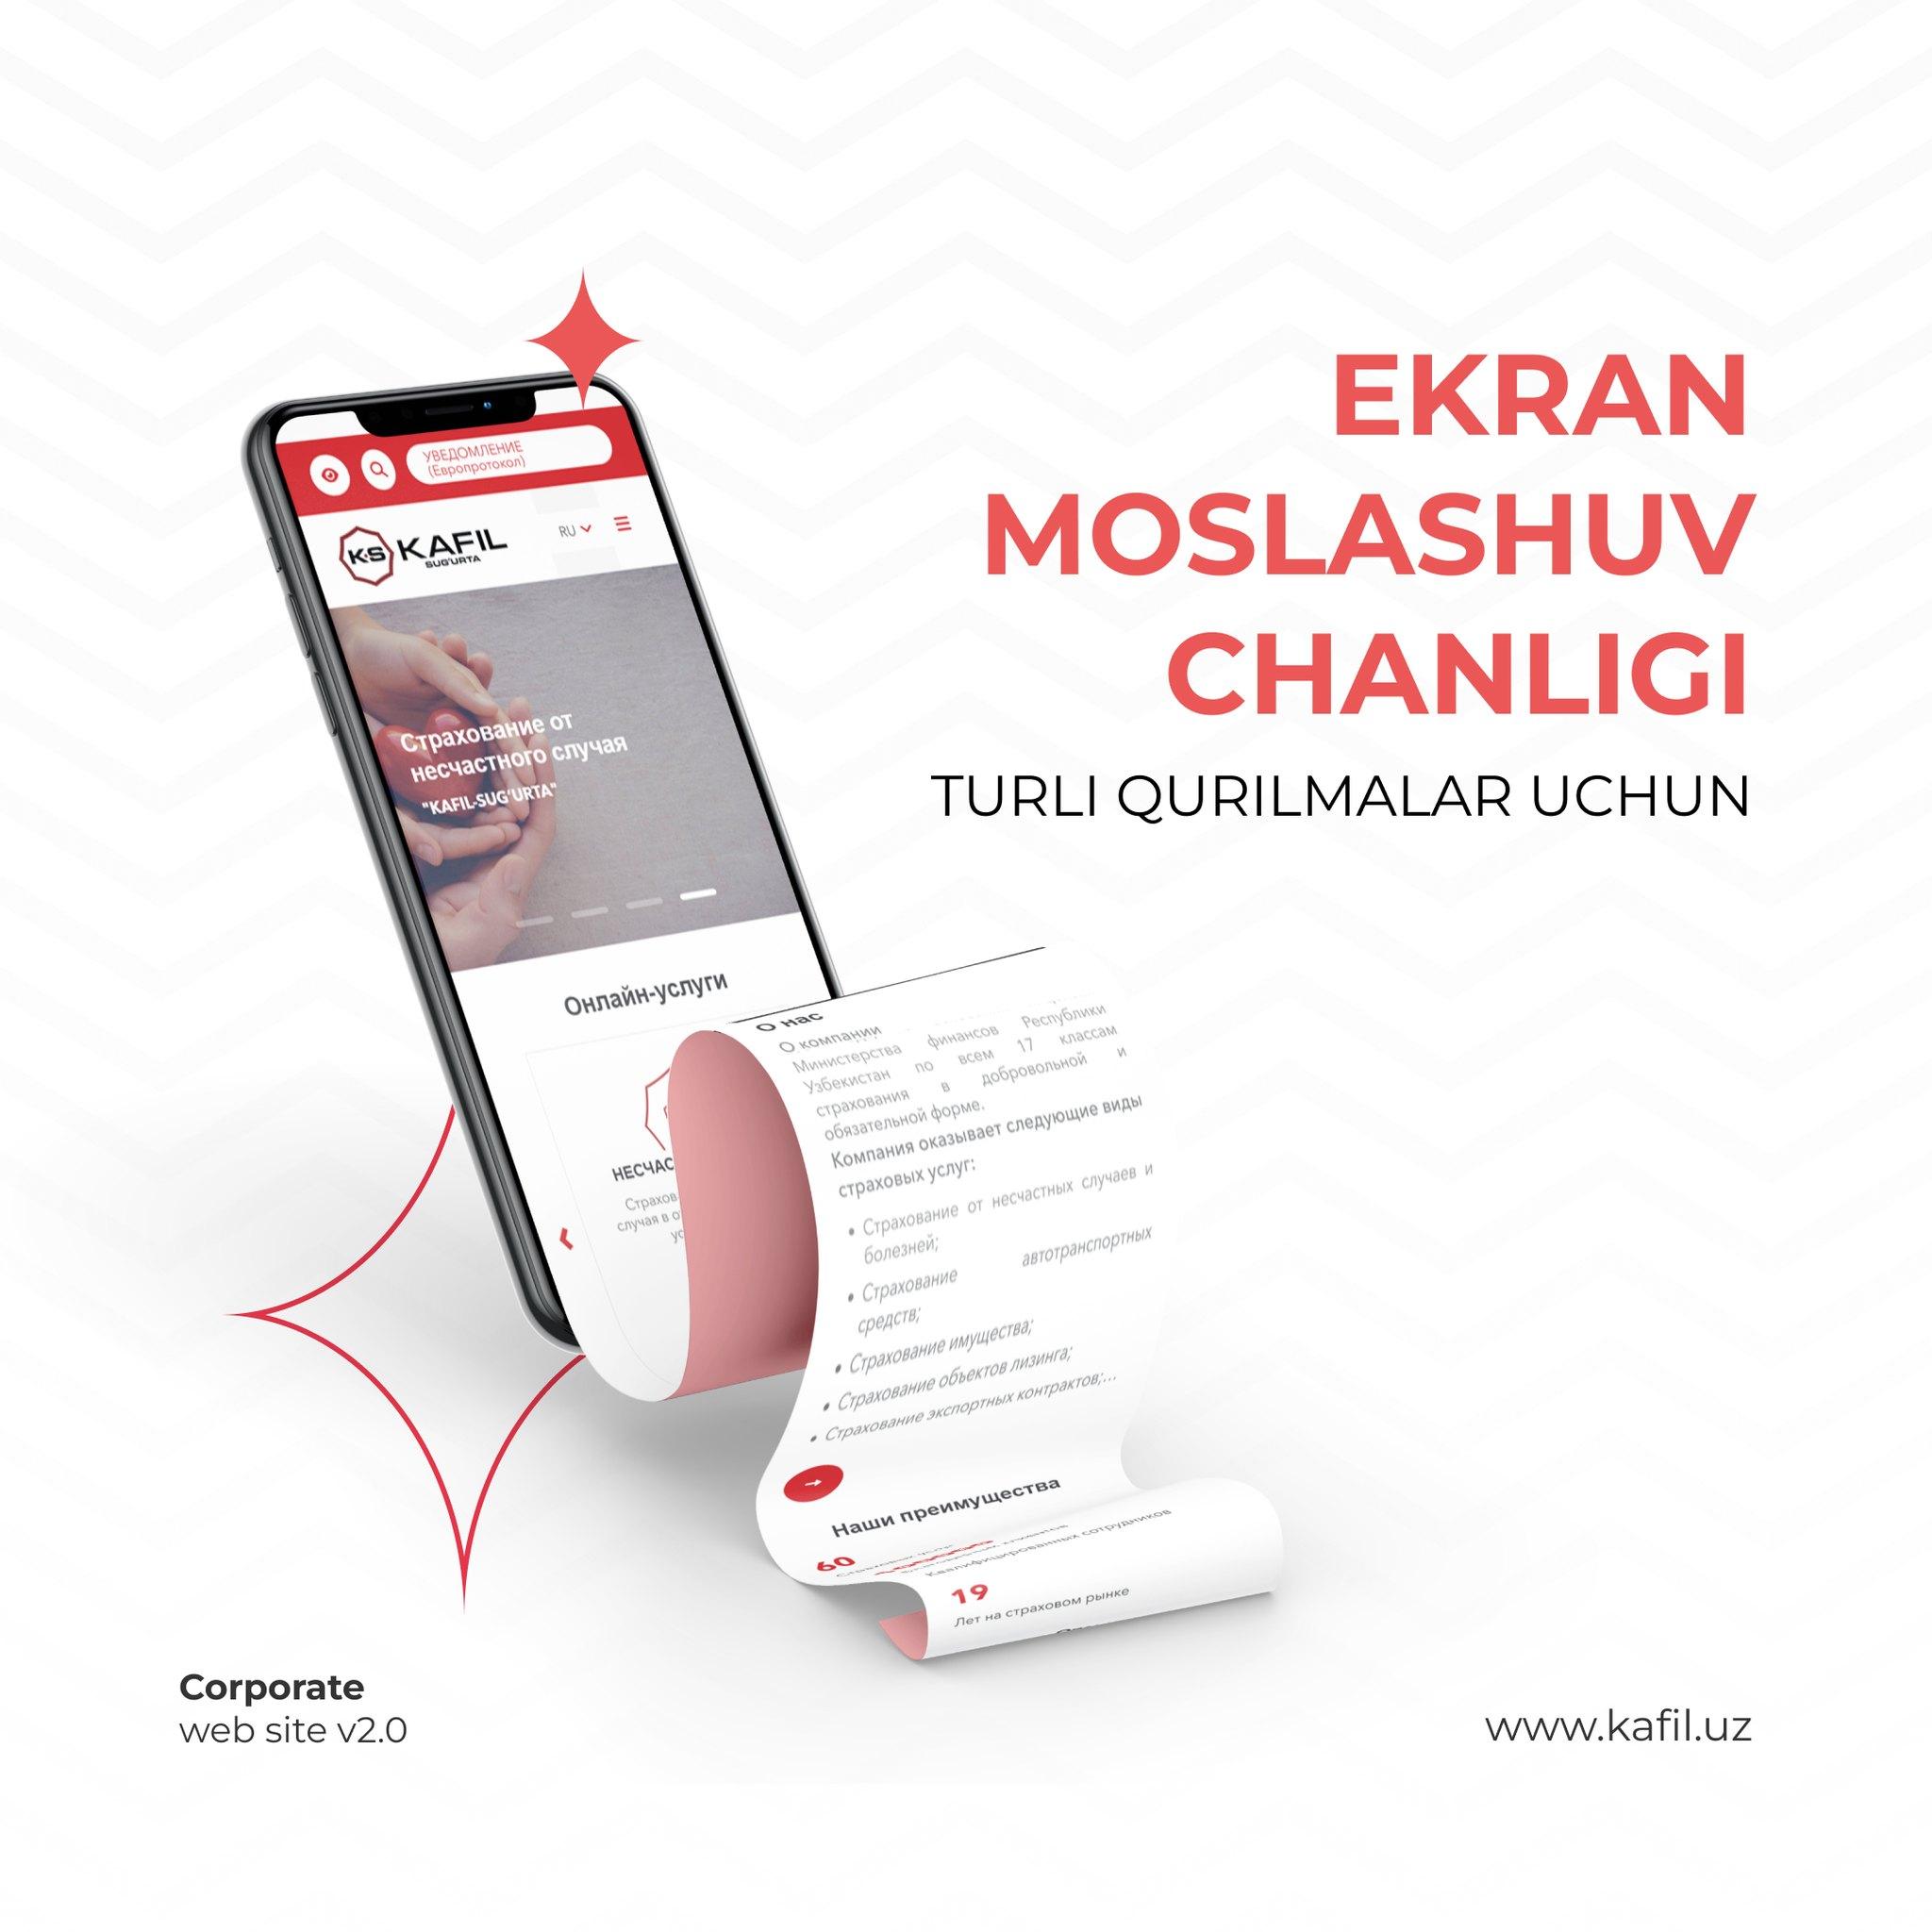 EKRAN
MOSLASHUV
CHANLIGI
TURLI QURILMALAR UCHUN
УВЕДОМЛЕНИЕ
(Европротокол)
K·S KAFIL
SUG'URTA
RU
Страхование от
несчастного случая
"KAFIL-SUG'URTA"
Онлайн-услуги
Страхов
случая в о
О нас
О компании
Министерства финансов Республики
Узбекистан по всем 17 классам
страхования в добровольной и
обязательной форме.
Компания оказывает следующие виды
страховых услуг:
• Страхование от несчастных случаев и
болезней;
• Страхование автотранспортных
средств;
• Страхование имущества;
• Страхование объектов лизинга;
• Страхование экспортных контрактов;...
Наши преимущества
60
Квалифицированных сотрудников
19
Лет на страховом рынке
Corporate
web site v2.0
www.kafil.uz